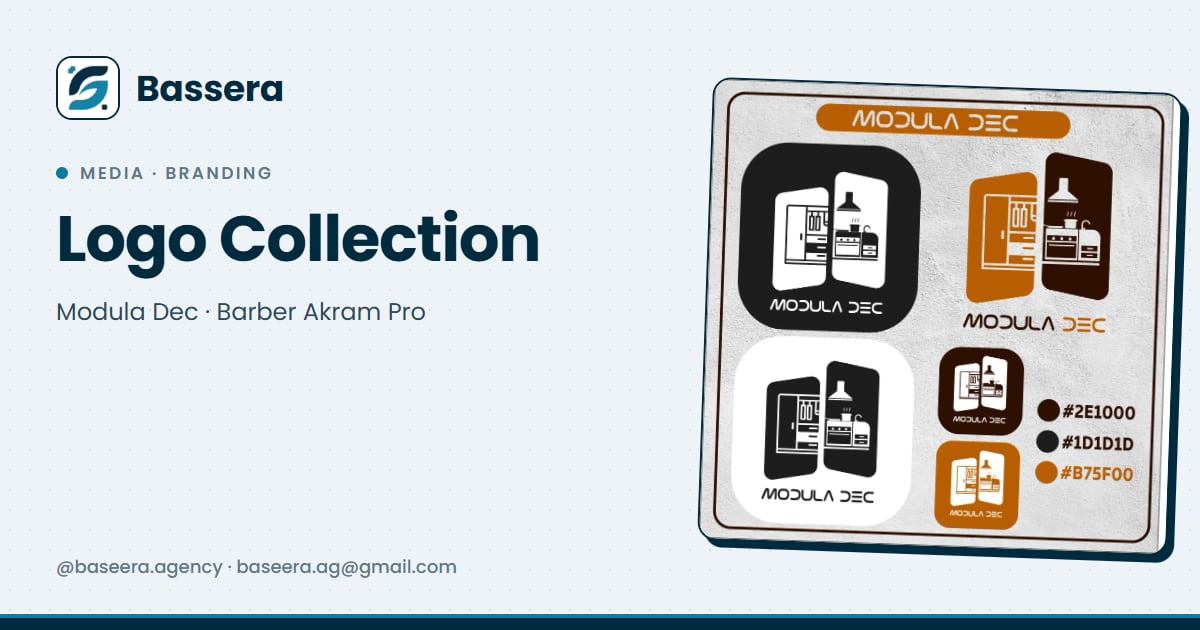 Bassera
MEDIA · BRANDING
Logo Collection
Modula Dec · Barber Akram Pro
@baseera.agency · baseera.ag@gmail.com
MODULA DEC
MODULA DEC
MODULA DEC
MODULA DEC
MODULA DEC
MODULA DEC
#2E1000
#1D1D1D
#B75F00